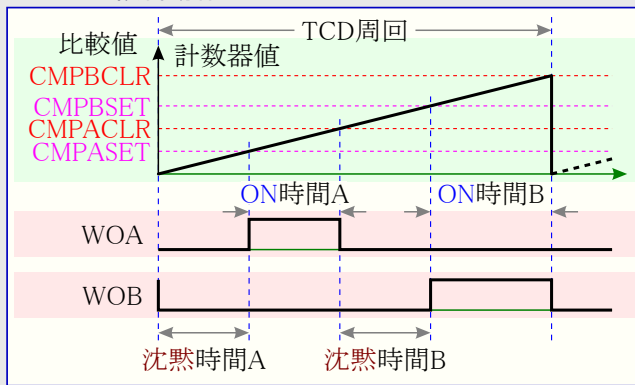 TCD周回
比較値 計数器値
CMPBCLR
CMPBSET
CMPACLR
CMPASET
ON時間A ON時間B
WOA
WOB
沈黙時間A 沈黙時間B